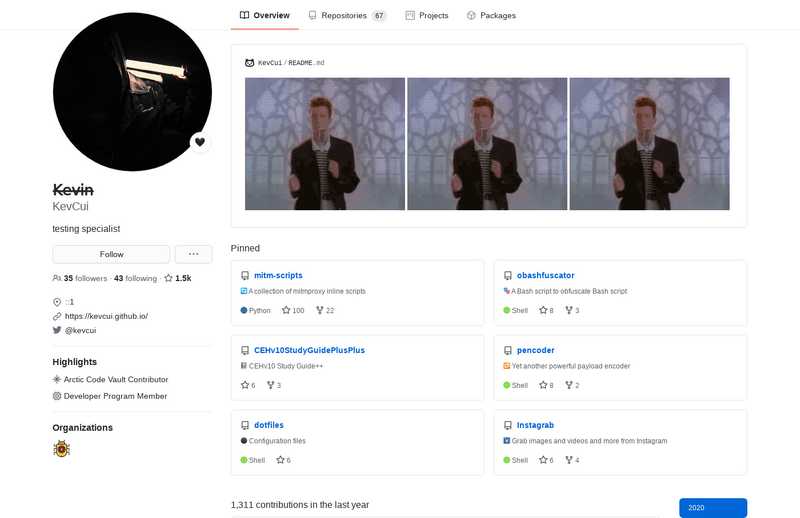 Overview
Repositories 67
Projects
Packages
KevCui / README.md
Kevin
KevCui
testing specialist
Follow
35 followers · 43 following · 1.5k
::1
https://kevcui.github.io/
@kevcui
Highlights
Arctic Code Vault Contributor
Developer Program Member
Organizations
Pinned
mitm-scripts
A collection of mitmproxy inline scripts
Python 100 22
obashfuscator
A Bash script to obfuscate Bash script
Shell 8 3
CEHv10StudyGuidePlusPlus
CEHv10 Study Guide++
6 3
pencoder
Yet another powerful payload encoder
Shell 8 2
dotfiles
Configuration files
Shell 6
Instagrab
Grab images and videos and more from Instagram
Shell 6 4
1,311 contributions in the last year
2020